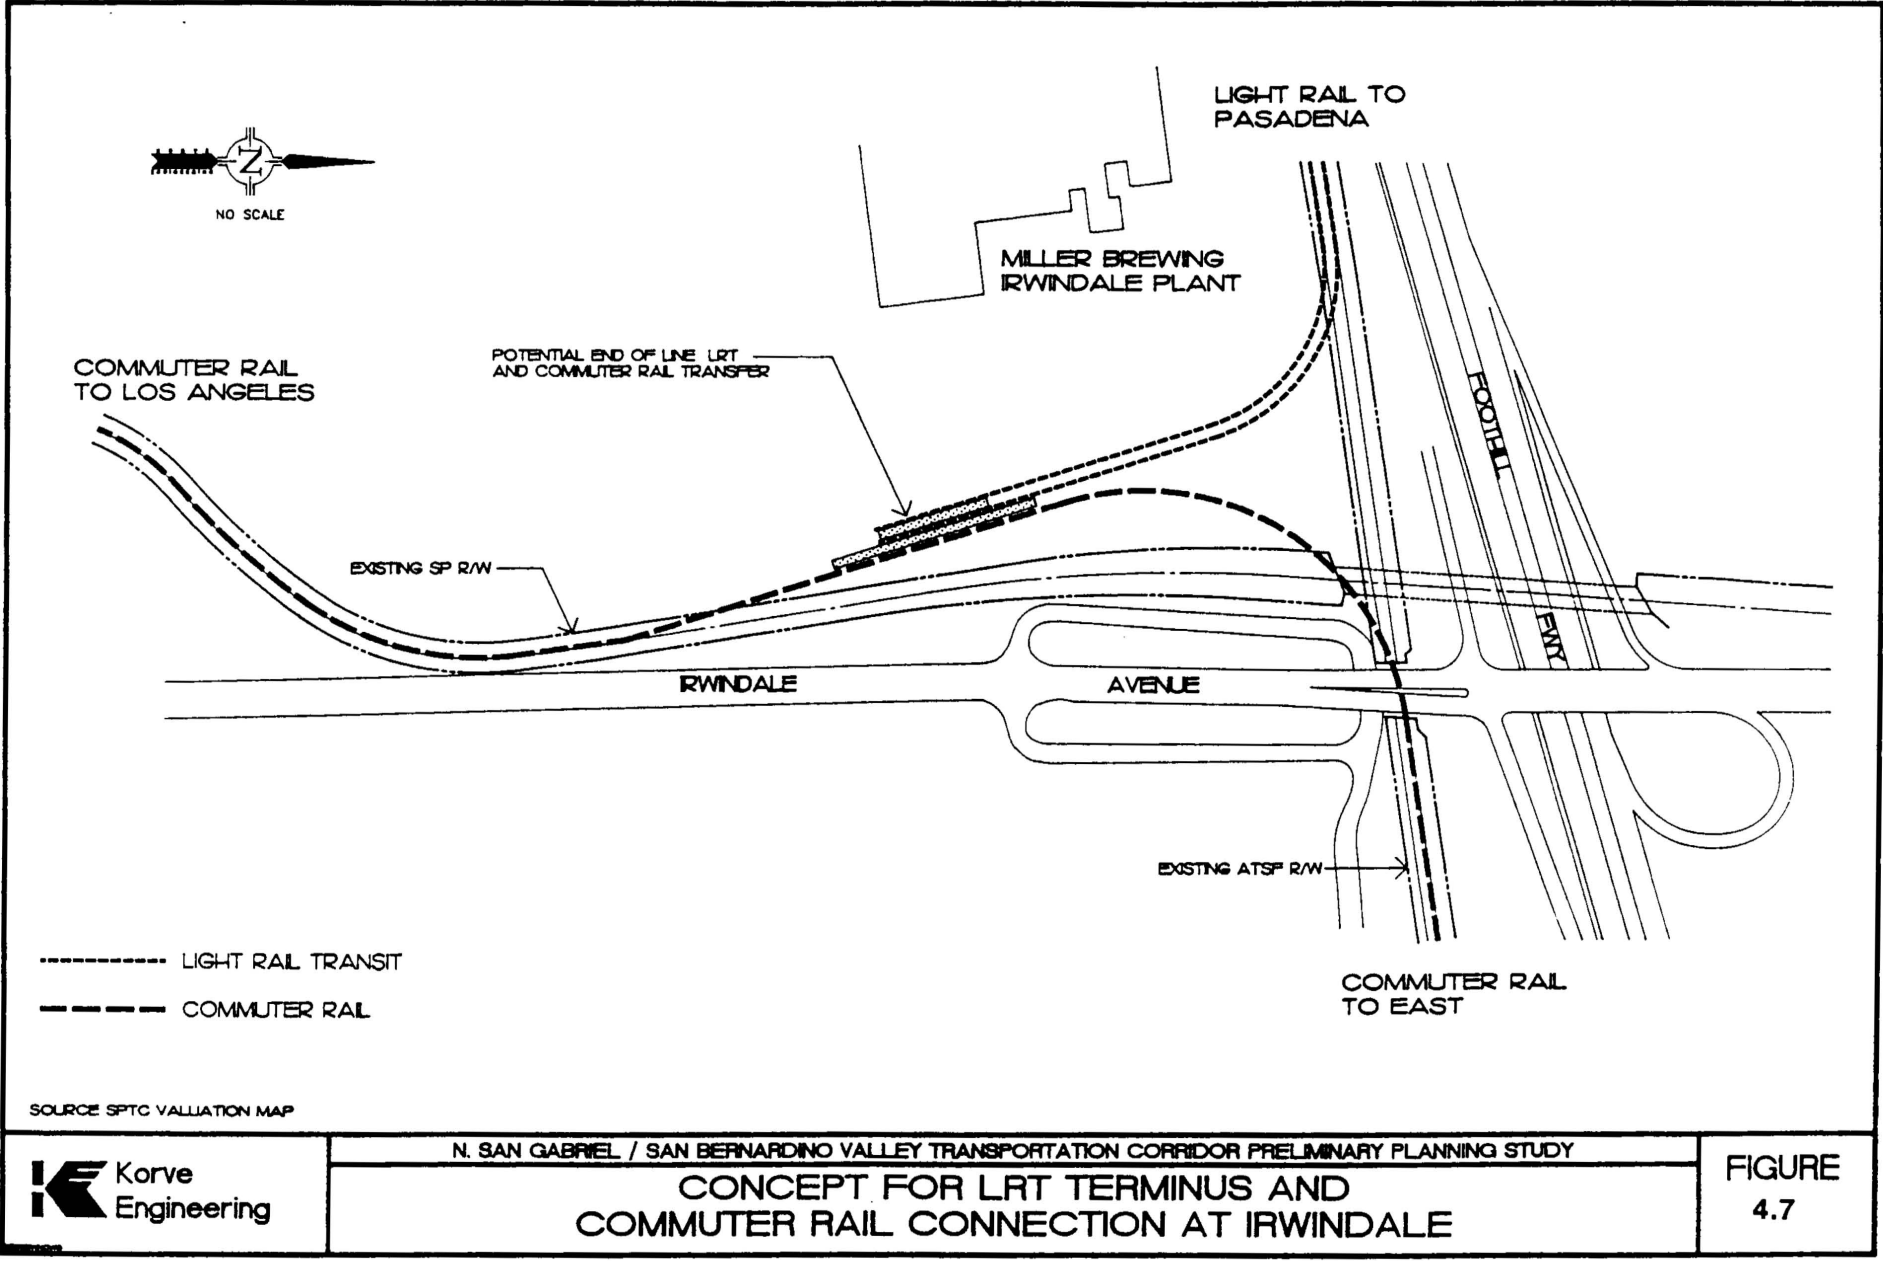 LIGHT RAIL TO
PASADENA
N
NO SCALE
MILLER BREWING
IRWINDALE PLANT
COMMUTER RAIL
TO LOS ANGELES
POTENTIAL END OF LINE LRT
AND COMMUTER RAIL TRANSFER
FOOTHILL
FWY
EXISTING SP R/W
IRWINDALE AVENUE
EXISTING ATSF R/W
COMMUTER RAIL
TO EAST
LIGHT RAIL TRANSIT
COMMUTER RAIL
SOURCE SPTC VALUATION MAP
Korve
Engineering
N. SAN GABRIEL / SAN BERNARDINO VALLEY TRANSPORTATION CORRIDOR PRELIMINARY PLANNING STUDY
CONCEPT FOR LRT TERMINUS AND
COMMUTER RAIL CONNECTION AT IRWINDALE
FIGURE
4.7